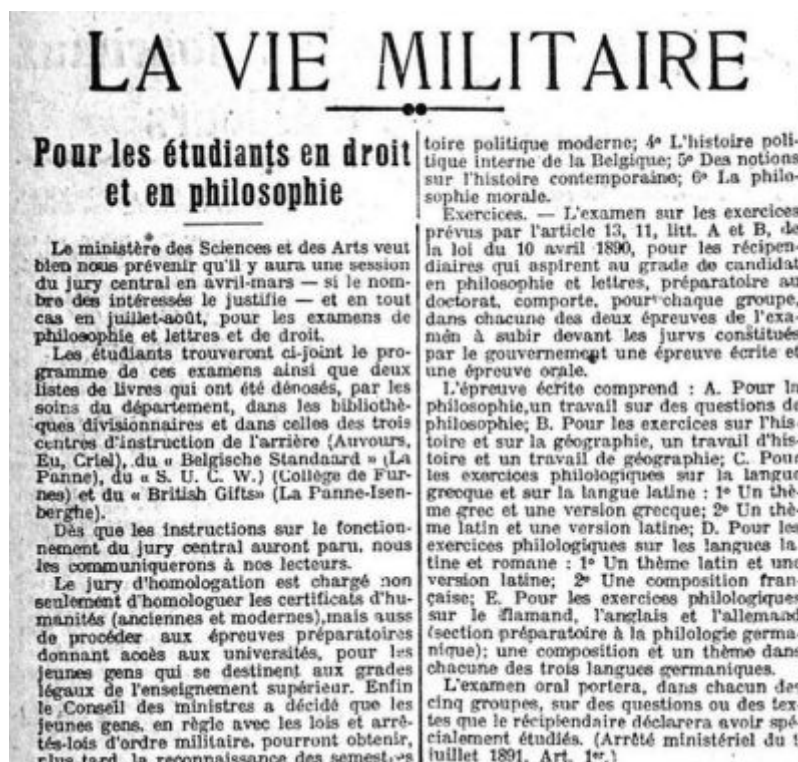 LA VIE MILITAIRE
Pour les étudiants en droit
et en philosophie
Le ministère des Sciences et des Arts veut
bien nous prévenir qu'il y aura une session
du jury central en avril-mars — si le nom-
bre des intéressés le justifie — et en tout
cas en juillet-août, pour les examens de
philosophie et lettres et de droit.
Les étudiants trouveront ci-joint le pro-
gramme de ces examens ainsi que deux
listes de livres qui ont été dénosés, par les
soins du département, dans les bibliothè-
ques divisionnaires et dans celles des trois
centres d'instruction de l'arrière (Auvours,
Eu, Criel), du « Belgische Standaard » (La
Panne), du « S. U. C. W.) (Collège de Fur-
nes) et du « British Gifts» (La Panne-Isen-
berghe).
Dès que les instructions sur le fonction-
nement du jury central auront paru, nous
les communiquerons à nos lecteurs.
Le jury d'homologation est chargé non
seulement d'homologuer les certificats d'hu-
manités (anciennes et modernes),mais auss
de procéder aux épreuves préparatoires
donnant accès aux universités, pour les
jeunes gens qui se destinent aux grades
légaux de l'enseignement supérieur. Enfin
le Conseil des ministres a décidé que les
jeunes gens, en règle avec les lois et arrê-
tés-lois d'ordre militaire, pourront obtenir,
plus tard, la reconnaissance des semestres
toire politique moderne; 4° L'histoire poli-
tique interne de la Belgique; 5° Des notions
sur l'histoire contemporaine; 6° La philo-
sophie morale.
Exercices. — L'examen sur les exercices
prévus par l'article 13, 11, litt. A et B, de
la loi du 10 avril 1890, pour les récipen-
diaires qui aspirent au grade de candidat
en philosophie et lettres, préparatoire au
doctorat, comporte, pour chaque groupe,
dans chacune des deux épreuves de l'exa-
mén à subir devant les jurys constitués
par le gouvernement une épreuve écrite et
une épreuve orale.
L'épreuve écrite comprend : A. Pour la
philosophie,un travail sur des questions de
philosophie; B. Pour les exercices sur l'his-
toire et sur la géographie, un travail d'his-
toire et un travail de géographie; C. Pour
les exercices philologiques sur la langue
grecque et sur la langue latine : 1° Un thè-
me grec et une version grecque; 2° Un thè-
me latin et une version latine; D. Pour les
exercices philologiques sur les langues la-
tine et romane : 1° Un thème latin et une
version latine; 2° Une composition fran-
çaise; E. Pour les exercices philologiques
sur le flamand, l'anglais et l'allemand
(section préparatoire à la philologie germa-
nique); une composition et un thème dans
chacune des trois langues germaniques.
L'examen oral portera, dans chacun des
cinq groupes, sur des questions ou des tex-
tes que le récipiendaire déclarera avoir spé-
cialement étudiés. (Arrêté ministériel du
juillet 1891. Art. 1er.)